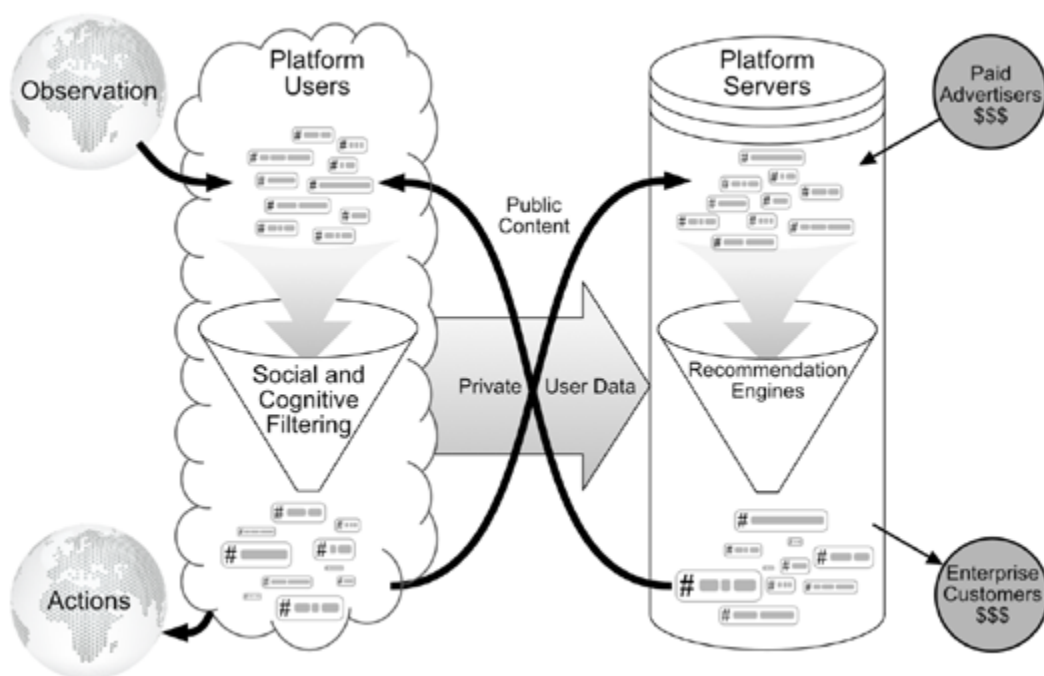 Observation
Platform
Users
Platform
Servers
Paid
Advertisers
$$$
Public
Content
Social and
Cognitive
Filtering
Private User Data
Recommendation
Engines
Actions
Enterprise
Customers
$$$